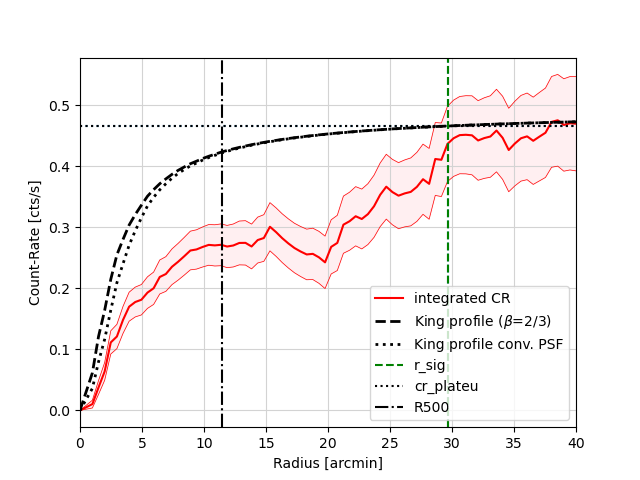 0.5
0.4
0.3
0.2
0.1
0.0
Count-Rate [cts/s]
integrated CR
King profile (β=2/3)
King profile conv. PSF
r_sig
cr_plateu
R500
0 5 10 15 20 25 30 35 40
Radius [arcmin]